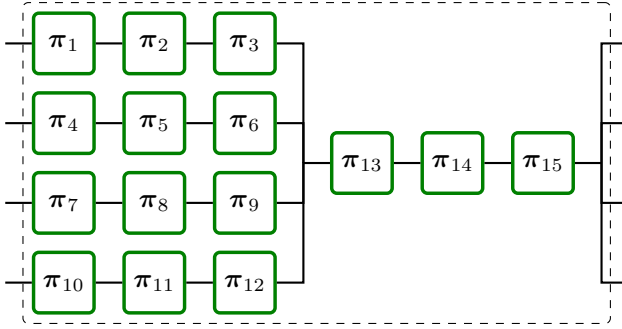 π₁ π₂ π₃
π₄ π₅ π₆
π₁₃ π₁₄ π₁₅
π₇ π₈ π₉
π₁₀ π₁₁ π₁₂